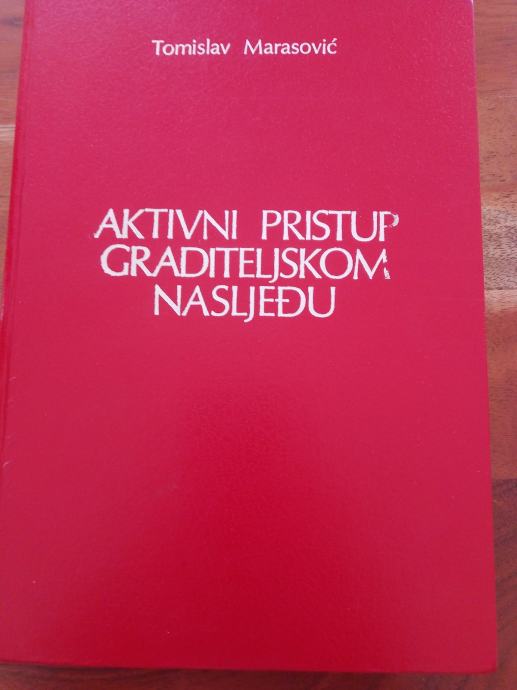 Tomislav Marasović
AKTIVNI PRISTUP
GRADITELJSKOM
NASLJEĐU